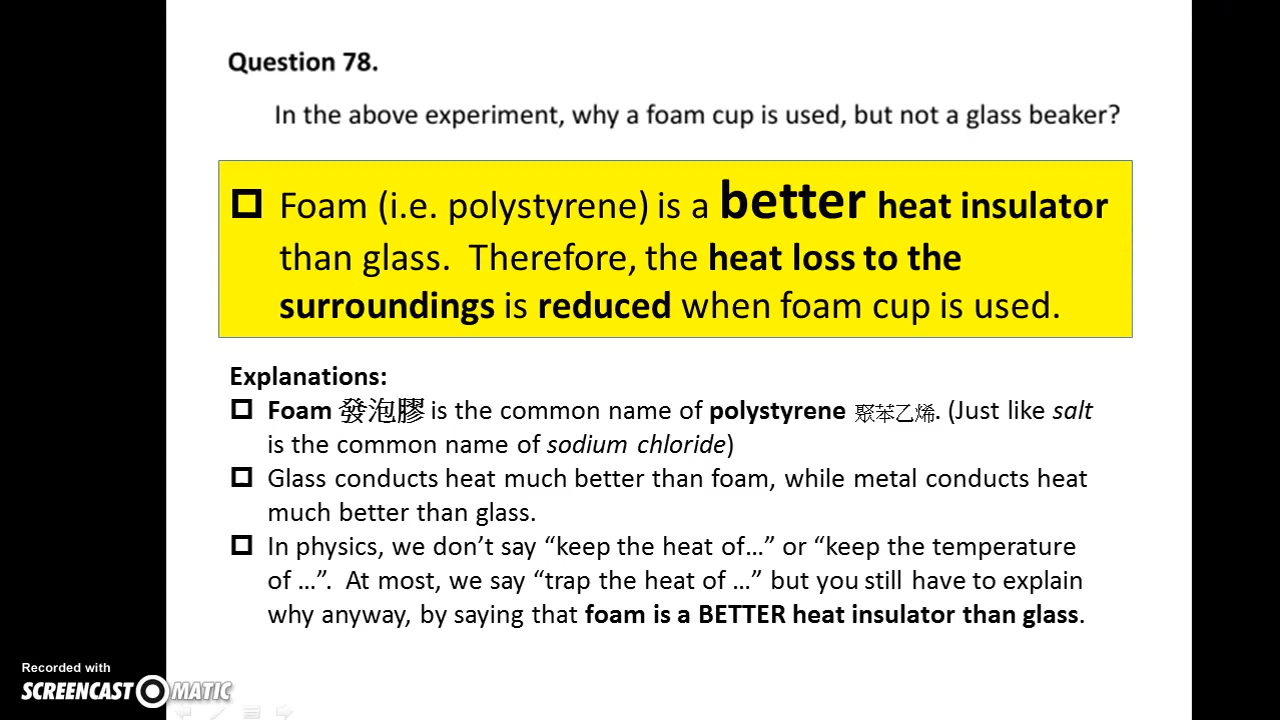 Question 78.
In the above experiment, why a foam cup is used, but not a glass beaker?
Foam (i.e. polystyrene) is a better heat insulator
than glass.  Therefore, the heat loss to the
surroundings is reduced when foam cup is used.
Explanations:
Foam 發泡膠 is the common name of polystyrene 聚苯乙烯. (Just like salt
is the common name of sodium chloride)
Glass conducts heat much better than foam, while metal conducts heat
much better than glass.
In physics, we don’t say “keep the heat of…” or “keep the temperature
of …”.  At most, we say “trap the heat of …” but you still have to explain
why anyway, by saying that foam is a BETTER heat insulator than glass.
Recorded with
SCREENCAST O MATIC